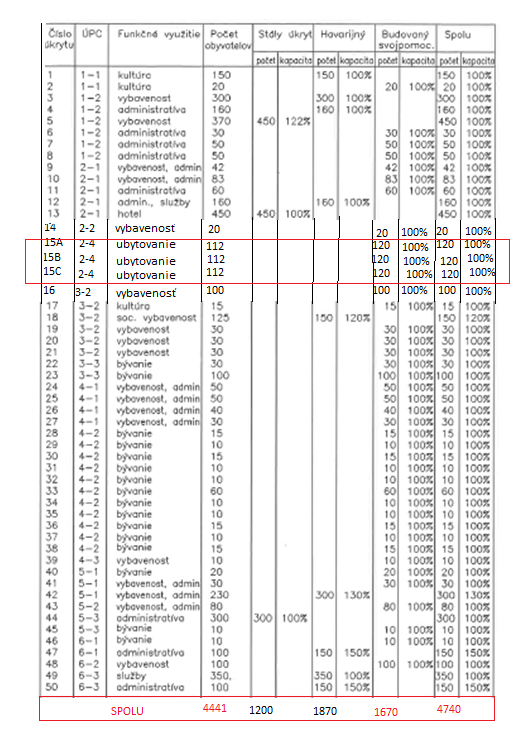 Číslo úkrytu ÚPC Funkčné využitie Počet obyvatelov Stály úkryt Havarijný Budovaný svojpomoc. Spolu
počet kapacita počet kapacita počet kapacita počet kapacita
1 1-1 kultúra 150 150 100% 150 100%
2 1-1 kultúra 20 20 100% 20 100%
3 1-2 vybavenost 300 300 100% 300 100%
4 1-2 administratíva 160 160 100% 160 100%
5 1-2 vybavenost 370 450 122% 450 100%
6 1-2 administratíva 30 30 100% 30 100%
7 1-2 administratíva 50 50 100% 50 100%
8 1-2 administratíva 50 50 100% 50 100%
9 2-1 vybavenost, admin 42 42 100% 42 100%
10 2-1 vybavenost, admin 83 83 100% 83 100%
11 2-1 administratíva 60 60 100% 60 100%
12 2-1 admin., služby 160 160 100% 160 100%
13 2-1 hotel 450 450 100% 450 100%
14 2-2 vybavenosť 20 20 100% 20 100%
15A 2-4 ubytovanie 112 120 100% 120 100%
15B 2-4 ubytovanie 112 120 100% 120 100%
15C 2-4 ubytovanie 112 120 100% 120 100%
16 3-2 vybavenosť 100 100 100% 100 100%
17 3-2 kultúra 15 15 100% 15 100%
18 3-2 soc. vybavenost 125 150 120% 150 120%
19 3-2 vybavenost 30 30 100% 30 100%
20 3-2 vybavenost 30 30 100% 30 100%
21 3-2 vybavenost 30 30 100% 30 100%
22 3-3 bývanie 30 30 100% 30 100%
23 3-3 bývanie 100 100 100% 100 100%
24 4-1 vybavenost, admin 50 50 100% 50 100%
25 4-1 vybavenost, admin 50 50 100% 50 100%
26 4-1 vybavenost, admin 40 40 100% 40 100%
27 4-1 vybavenost, admin 30 30 100% 30 100%
28 4-2 bývanie 15 15 100% 15 100%
29 4-2 bývanie 10 10 100% 10 100%
30 4-2 bývanie 15 15 100% 15 100%
31 4-2 bývanie 10 10 100% 10 100%
32 4-2 bývanie 10 10 100% 10 100%
33 4-2 bývanie 60 60 100% 60 100%
34 4-2 bývanie 10 10 100% 10 100%
35 4-2 bývanie 10 10 100% 10 100%
36 4-2 bývanie 15 15 100% 15 100%
37 4-2 bývanie 10 10 100% 10 100%
38 4-2 bývanie 15 15 100% 15 100%
39 4-3 vybavenost 10 10 100% 10 100%
40 5-1 bývanie 20 20 100% 20 100%
41 5-1 vybavenost, admin 30 30 100% 30 100%
42 5-1 vybavenost, admin 230 300 130% 300 130%
43 5-2 vybavenost, admin 80 80 100% 80 100%
44 5-3 administratíva 300 300 100% 300 100%
45 5-3 bývanie 10 10 100% 10 100%
46 6-1 bývanie 10 10 100% 10 100%
47 6-1 administratíva 100 150 150% 150 150%
48 6-2 vybavenost 100 100 100% 100 100%
49 6-3 služby 350, 350 100% 350 100%
50 6-3 administratíva 100 150 150% 150 150%
SPOLU 4441 1200 1870 1670 4740